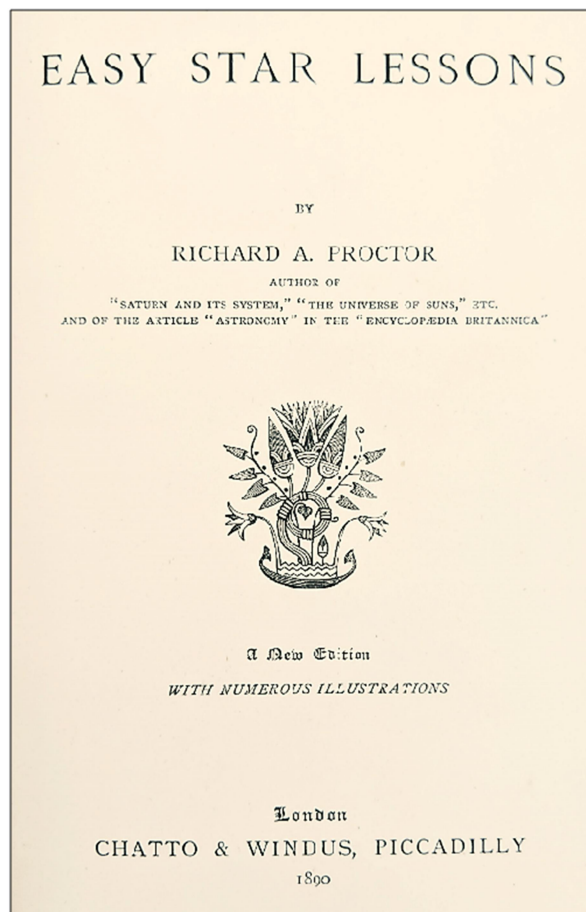 EASY STAR LESSONS
BY
RICHARD A. PROCTOR
AUTHOR OF
"SATURN AND ITS SYSTEM," "THE UNIVERSE OF SUNS," ETC.
AND OF THE ARTICLE "ASTRONOMY" IN THE "ENCYCLOPÆDIA BRITANNICA"
A New Edition
WITH NUMEROUS ILLUSTRATIONS
London
CHATTO & WINDUS, PICCADILLY
1890